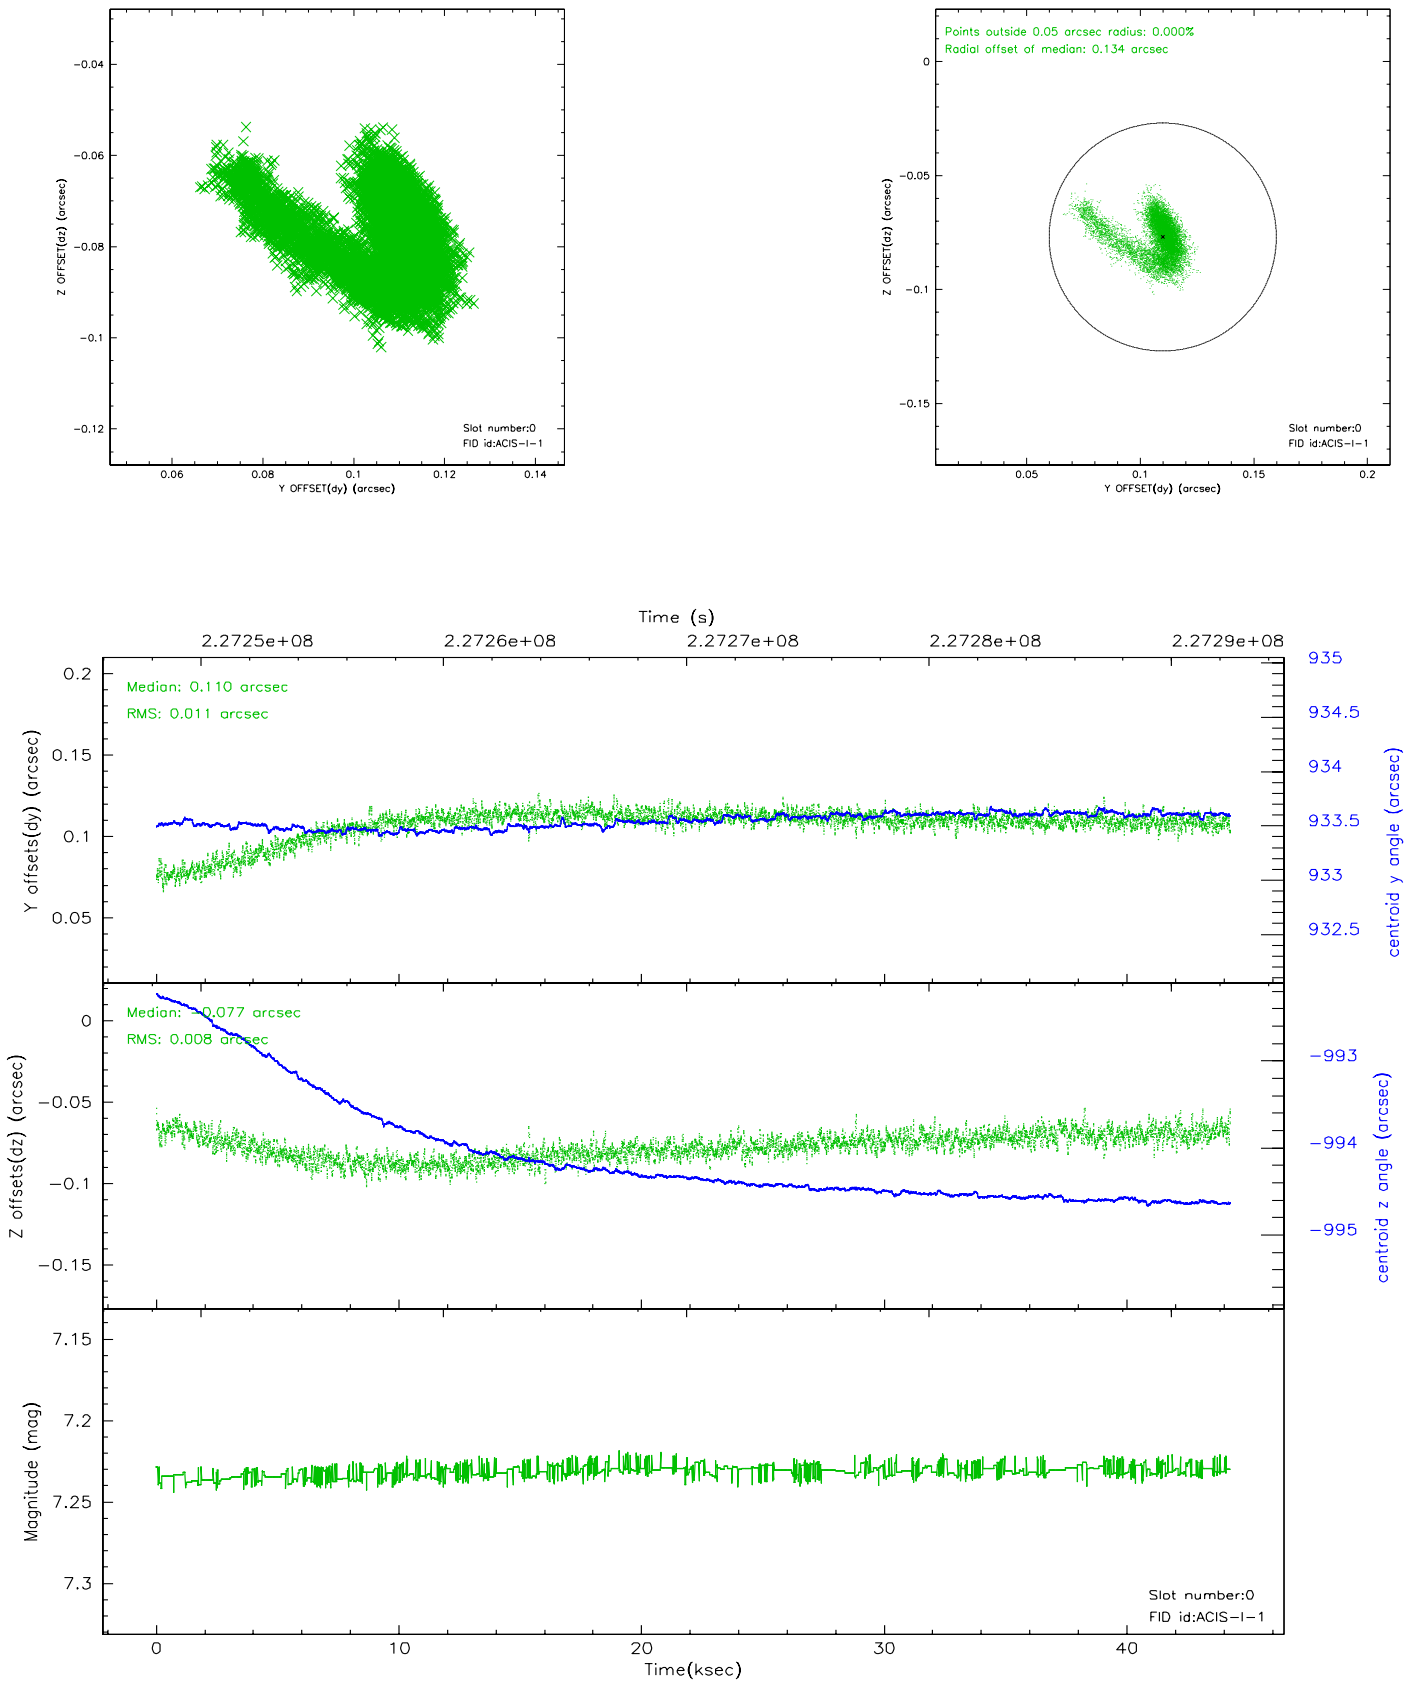 −0.04
−0.06
−0.08
−0.1
−0.12
Z OFFSET(dz) (arcsec)
Slot number:0
FID id:ACIS−I−1
0.06 0.08 0.1 0.12 0.14
Y OFFSET(dy) (arcsec)
Points outside 0.05 arcsec radius: 0.000%
Radial offset of median: 0.134 arcsec
0
−0.05
−0.1
−0.15
Z OFFSET(dz) (arcsec)
Slot number:0
FID id:ACIS−I−1
0.05 0.1 0.15 0.2
Y OFFSET(dy) (arcsec)
Time (s)
2.2725e+08 2.2726e+08 2.2727e+08 2.2728e+08 2.2729e+08
Median: 0.110 arcsec
RMS: 0.011 arcsec
0.2
0.15
0.1
0.05
Y offsets(dy) (arcsec)
935
934.5
934
933.5
933
932.5
centroid y angle (arcsec)
Median: −0.077 arcsec
RMS: 0.008 arcsec
0
−0.05
−0.1
−0.15
Z offsets(dz) (arcsec)
−993
−994
−995
centroid z angle (arcsec)
7.15
7.2
7.25
7.3
Magnitude (mag)
Slot number:0
FID id:ACIS−I−1
0 10 20 30 40
Time(ksec)